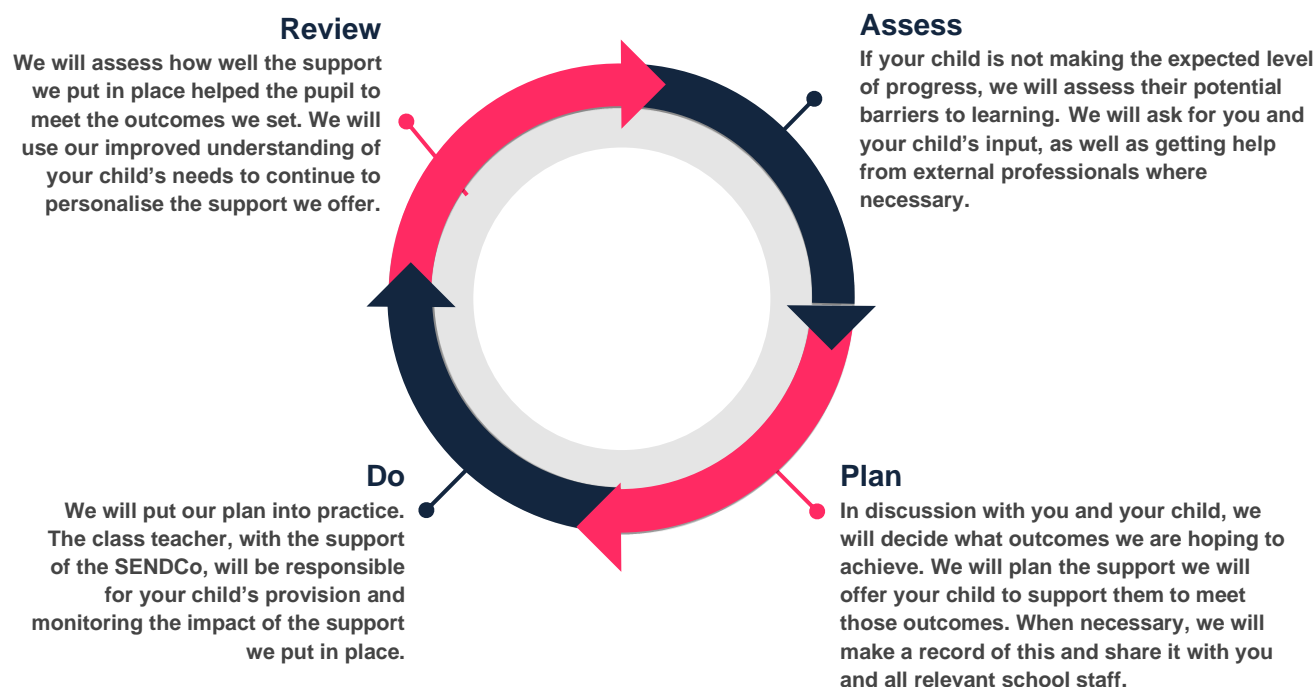 Review
We will assess how well the support
we put in place helped the pupil to
meet the outcomes we set. We will
use our improved understanding of
your child’s needs to continue to
personalise the support we offer.
Assess
If your child is not making the expected level
of progress, we will assess their potential
barriers to learning. We will ask for you and
your child’s input, as well as getting help
from external professionals where
necessary.
Do
We will put our plan into practice.
The class teacher, with the support
of the SENDCo, will be responsible
for your child’s provision and
monitoring the impact of the support
we put in place.
Plan
In discussion with you and your child, we
will decide what outcomes we are hoping to
achieve. We will plan the support we will
offer your child to support them to meet
those outcomes. When necessary, we will
make a record of this and share it with you
and all relevant school staff.